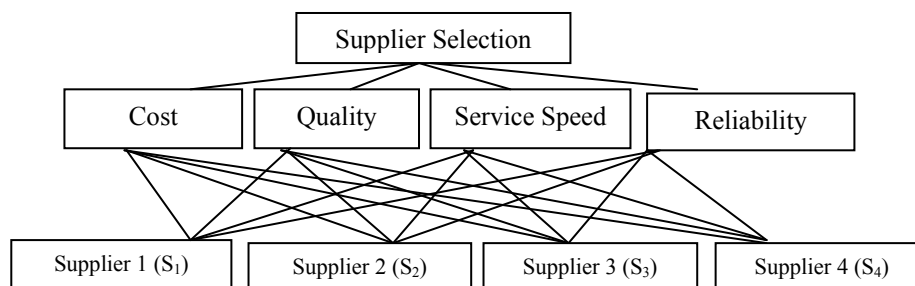 Supplier Selection
Cost
Quality
Service Speed
Reliability
Supplier 1 (S₁)
Supplier 2 (S₂)
Supplier 3 (S₃)
Supplier 4 (S₄)